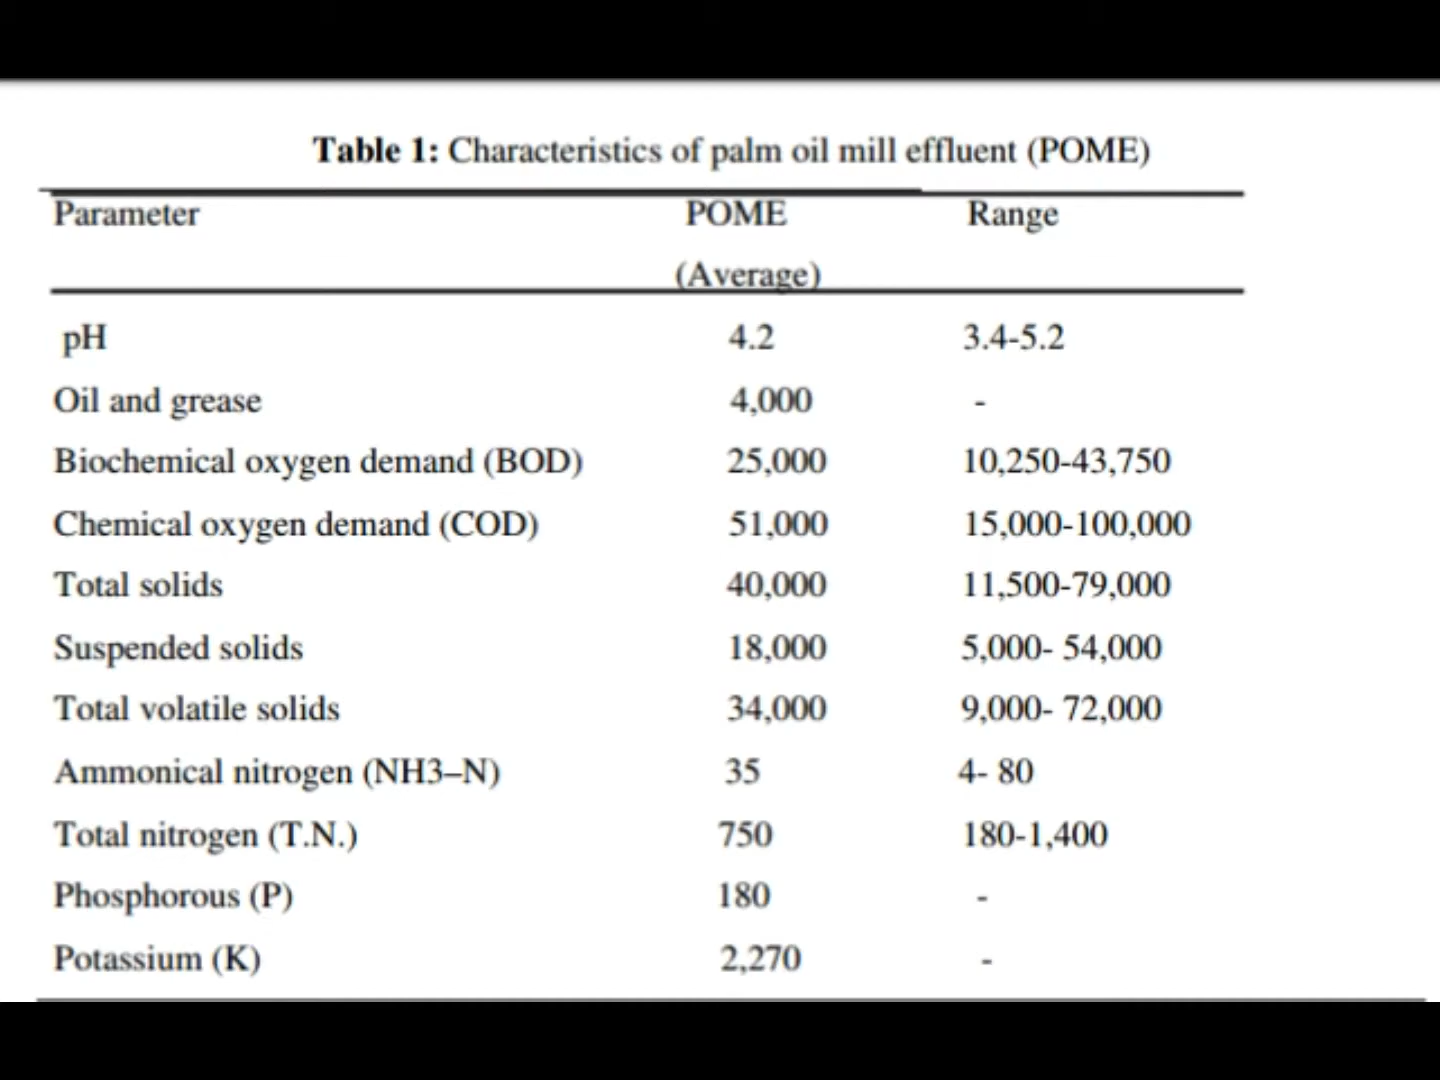 Table 1: Characteristics of palm oil mill effluent (POME)
Parameter POME Range
(Average)
pH 4.2 3.4-5.2
Oil and grease 4,000 -
Biochemical oxygen demand (BOD) 25,000 10,250-43,750
Chemical oxygen demand (COD) 51,000 15,000-100,000
Total solids 40,000 11,500-79,000
Suspended solids 18,000 5,000- 54,000
Total volatile solids 34,000 9,000- 72,000
Ammonical nitrogen (NH3–N) 35 4- 80
Total nitrogen (T.N.) 750 180-1,400
Phosphorous (P) 180 -
Potassium (K) 2,270 -